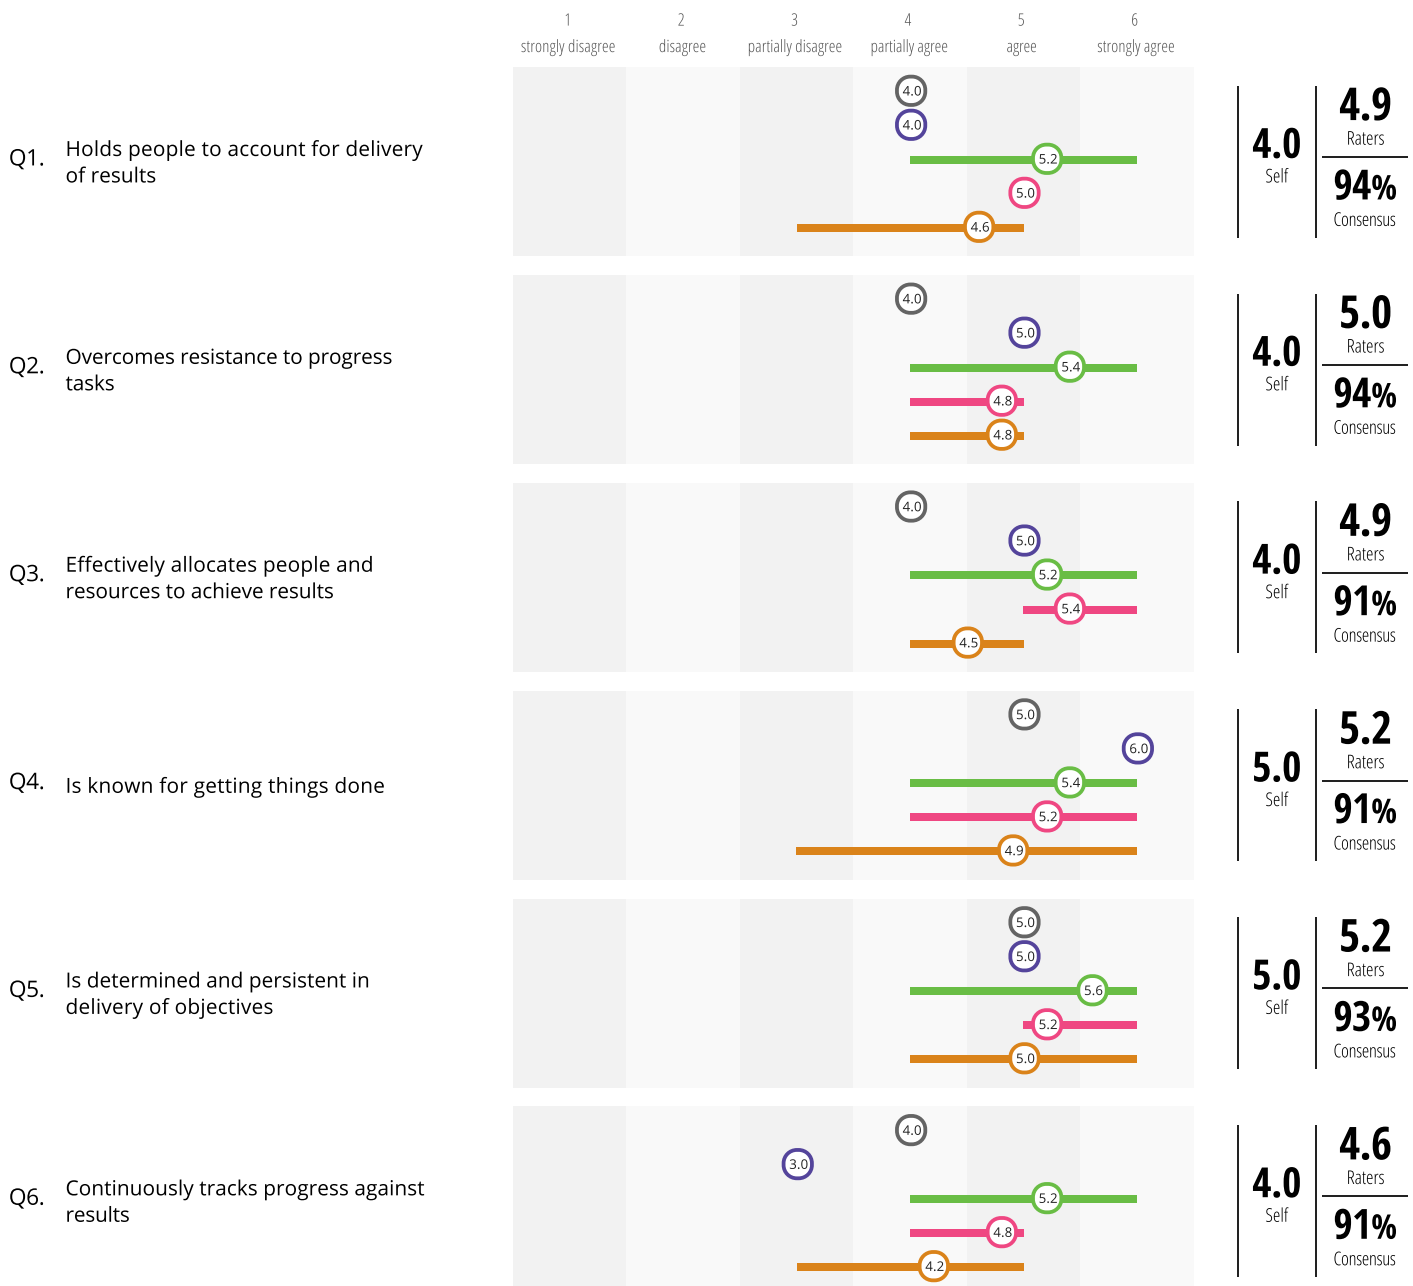 1 2 3 4 5 6
strongly disagree disagree partially disagree partially agree agree strongly agree
Q1. Holds people to account for delivery
of results
4.0
4.0
5.2
5.0
4.6
4.0
Self
4.9
Raters
94%
Consensus
Q2. Overcomes resistance to progress
tasks
4.0
5.0
5.4
4.8
4.8
4.0
Self
5.0
Raters
94%
Consensus
Q3. Effectively allocates people and
resources to achieve results
4.0
5.0
5.2
5.4
4.5
4.0
Self
4.9
Raters
91%
Consensus
Q4. Is known for getting things done
5.0
6.0
5.4
5.2
4.9
5.0
Self
5.2
Raters
91%
Consensus
Q5. Is determined and persistent in
delivery of objectives
5.0
5.0
5.6
5.2
5.0
5.0
Self
5.2
Raters
93%
Consensus
Q6. Continuously tracks progress against
results
4.0
3.0
5.2
4.8
4.2
4.0
Self
4.6
Raters
91%
Consensus